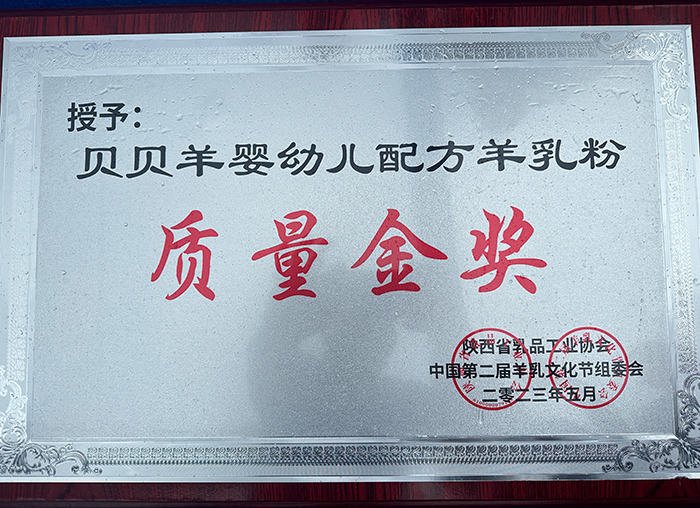 授予：
贝贝羊婴幼儿配方羊乳粉
质量金奖
陕西省乳品工业协会
中国第二届羊乳文化节组委会
二零二三年五月